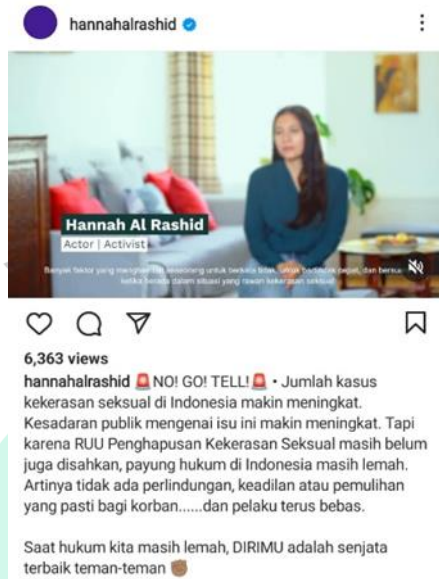 hannahalrashid
Hannah Al Rashid
Actor | Activist
Banyak faktor yang menghambat seseorang untuk berkata tidak, untuk bertindak cepat, dan bersuara
ketika berada dalam situasi yang rawan kekerasan seksual
6,363 views
hannahalrashid 🚨NO! GO! TELL!🚨 • Jumlah kasus
kekerasan seksual di Indonesia makin meningkat.
Kesadaran publik mengenai isu ini makin meningkat. Tapi
karena RUU Penghapusan Kekerasan Seksual masih belum
juga disahkan, payung hukum di Indonesia masih lemah.
Artinya tidak ada perlindungan, keadilan atau pemulihan
yang pasti bagi korban......dan pelaku terus bebas.
Saat hukum kita masih lemah, DIRIMU adalah senjata
terbaik teman-teman ✊🏾